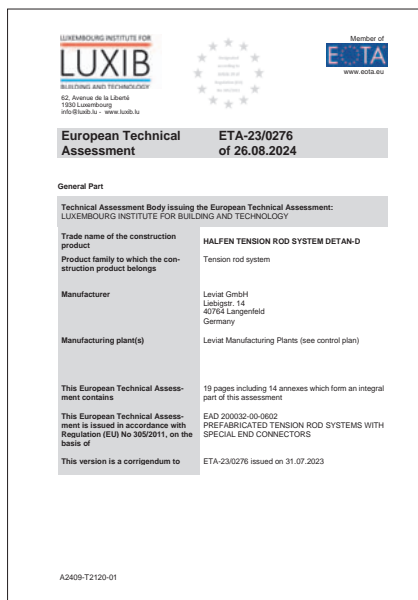 LUXEMBOURG INSTITUTE FOR
LUXIB
BUILDING AND TECHNOLOGY
62, Avenue de la Liberté
1930 Luxembourg
info@luxib.lu - www.luxib.lu
Member of
EOTA
www.eota.eu
European Technical Assessment
ETA-23/0276 of 26.08.2024
General Part
Technical Assessment Body issuing the European Technical Assessment:
LUXEMBOURG INSTITUTE FOR BUILDING AND TECHNOLOGY
Trade name of the construction
product
HALFEN TENSION ROD SYSTEM DETAN-D
Product family to which the con-
struction product belongs
Tension rod system
Manufacturer
Leviat GmbH
Liebigstr. 14
40764 Langenfeld
Germany
Manufacturing plant(s)
Leviat Manufacturing Plants (see control plan)
This European Technical Assess-
ment contains
19 pages including 14 annexes which form an integral
part of this assessment
This European Technical Assess-
ment is issued in accordance with
Regulation (EU) No 305/2011, on the
basis of
EAD 200032-00-0602
PREFABRICATED TENSION ROD SYSTEMS WITH
SPECIAL END CONNECTORS
This version is a corrigendum to
ETA-23/0276 issued on 31.07.2023
A2409-T2120-01